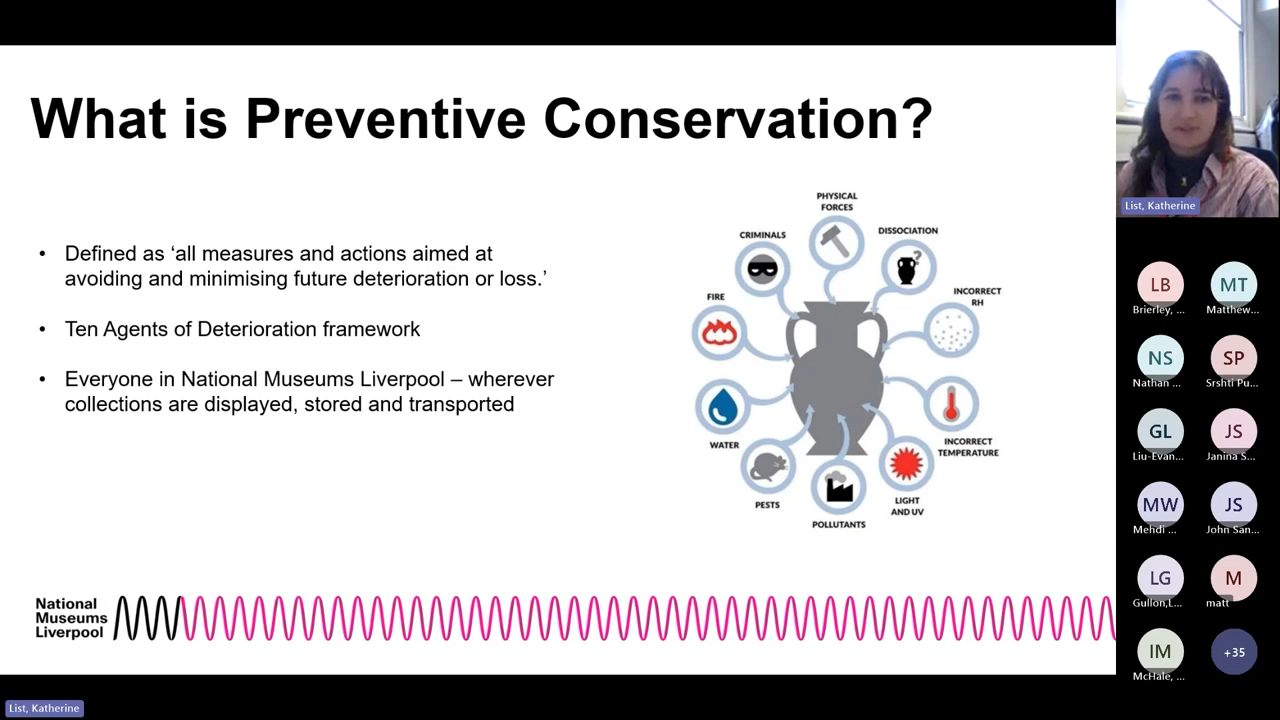 What is Preventive Conservation?
• Defined as ‘all measures and actions aimed at
avoiding and minimising future deterioration or loss.’
• Ten Agents of Deterioration framework
• Everyone in National Museums Liverpool – wherever
collections are displayed, stored and transported
PHYSICAL
FORCES
CRIMINALS
DISSOCIATION
?
FIRE
INCORRECT
RH
WATER
INCORRECT
TEMPERATURE
PESTS
LIGHT
AND UV
POLLUTANTS
National
Museums
Liverpool
List, Katherine
LB
Brierley, ...
MT
Matthew...
NS
Nathan ...
SP
Srshti Pu...
GL
Liu-Evan...
JS
Janina S...
MW
Mehdi ...
JS
John San...
LG
Gullon,L...
M
matt
IM
McHale, ...
+35
List, Katherine